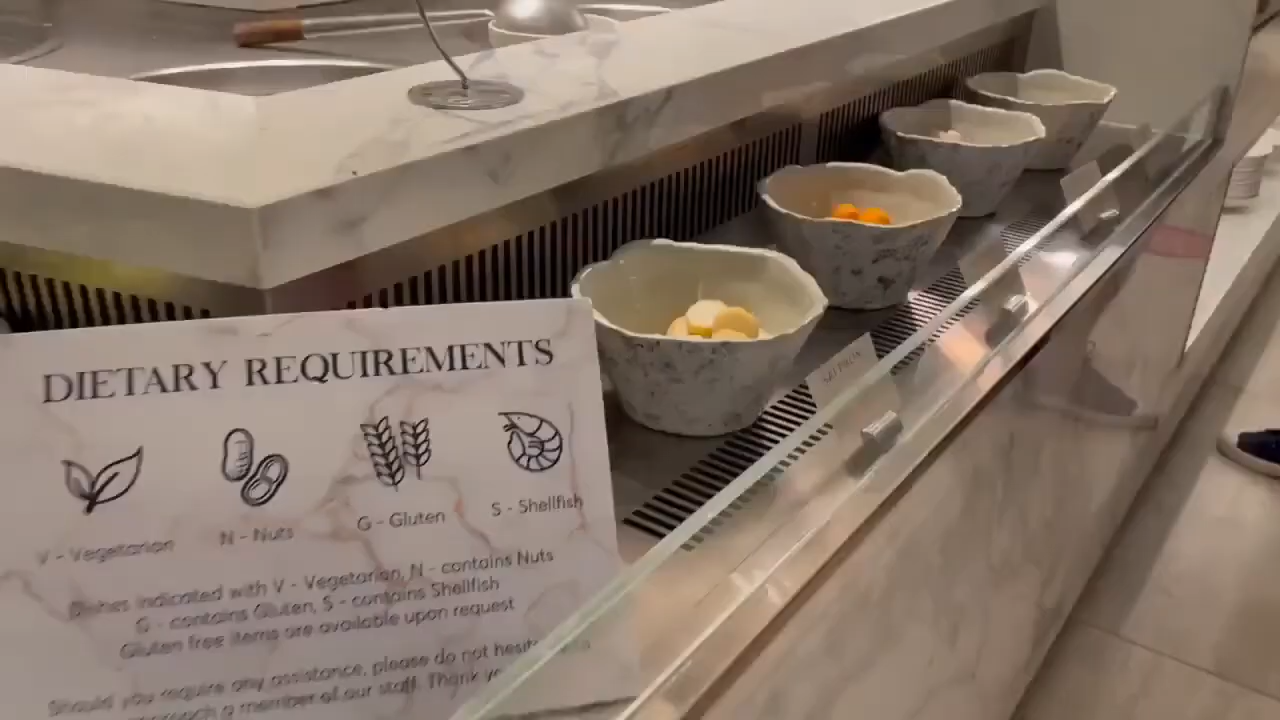 DIETARY REQUIREMENTS
V - Vegetarian N - Nuts G - Gluten S - Shellfish
Dishes indicated with V - Vegetarian, N - contains Nuts
G - contains Gluten, S - contains Shellfish
Gluten free items are available upon request
Should you require any assistance, please do not
a member of our staff. Thank